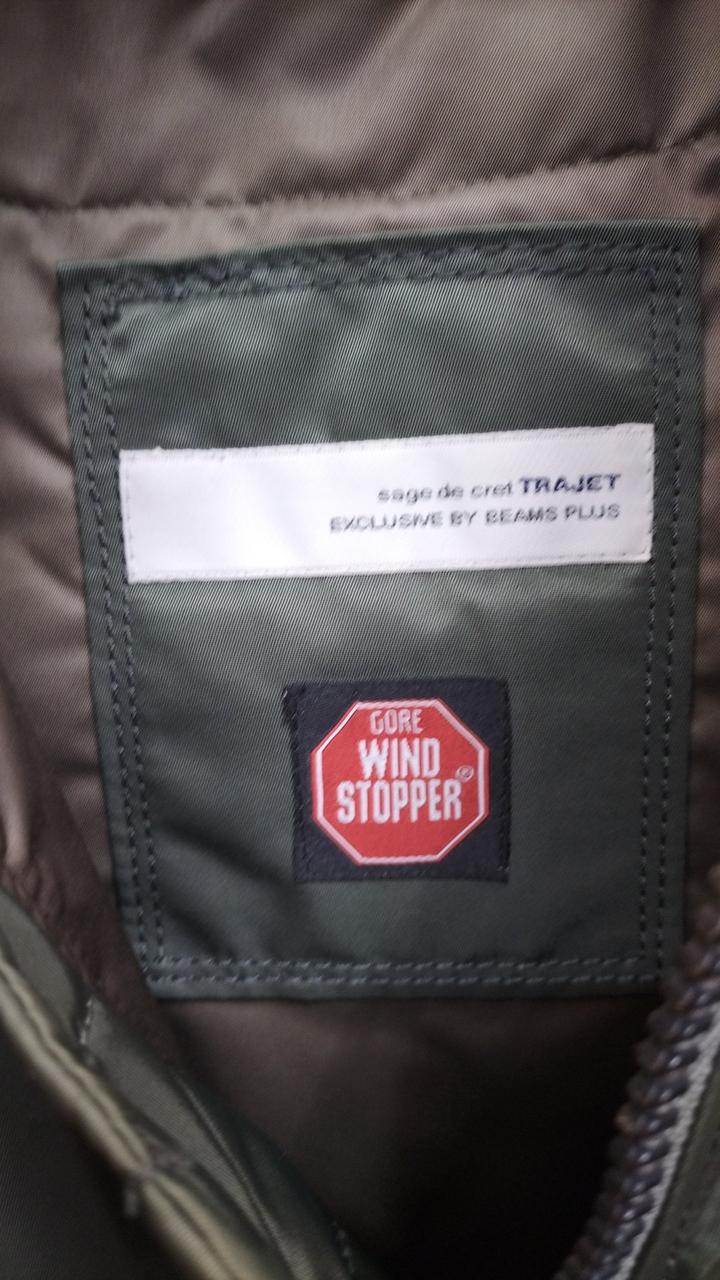 sage de cret TRAJET
EXCLUSIVE BY BEAMS PLUS
GORE
WIND
STOPPER®